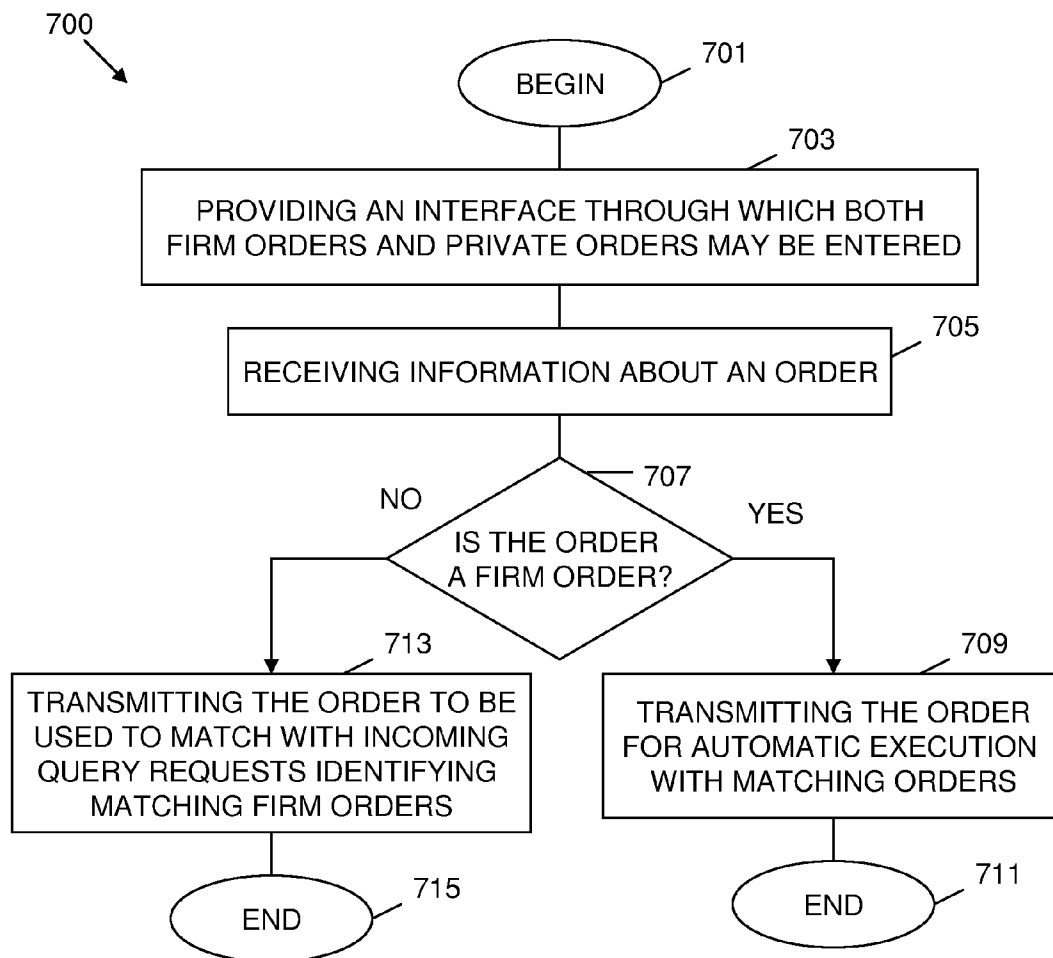 700
701
BEGIN
703
PROVIDING AN INTERFACE THROUGH WHICH BOTH
FIRM ORDERS AND PRIVATE ORDERS MAY BE ENTERED
705
RECEIVING INFORMATION ABOUT AN ORDER
707
NO
YES
IS THE ORDER
A FIRM ORDER?
713
TRANSMITTING THE ORDER TO BE
USED TO MATCH WITH INCOMING
QUERY REQUESTS IDENTIFYING
MATCHING FIRM ORDERS
709
TRANSMITTING THE ORDER
FOR AUTOMATIC EXECUTION
WITH MATCHING ORDERS
715
END
711
END